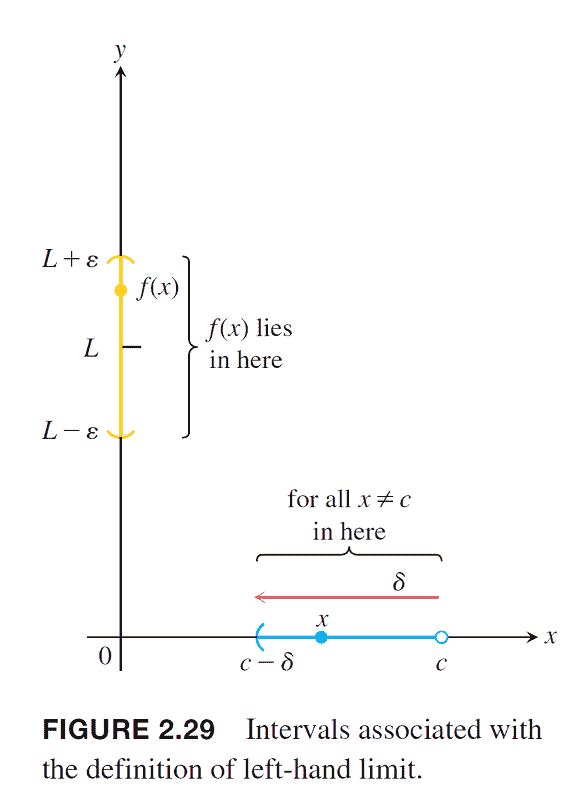 y
L + ε
f(x)
f(x) lies
L
in here
L − ε
for all x ≠ c
in here
δ
x
x
0
c − δ
c
FIGURE 2.29 Intervals associated with
the definition of left-hand limit.